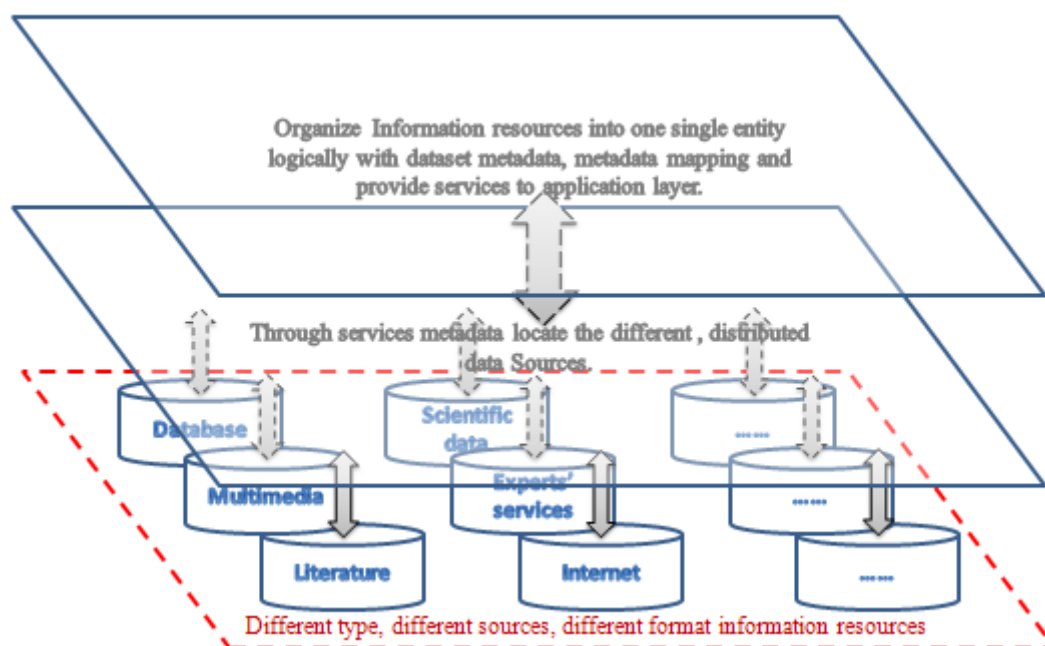 Organize Information resources into one single entity
logically with dataset metadata, metadata mapping and
provide services to application layer.
Through services metadata locate the different , distributed
data Sources.
Database
Scientific
data
……
Multimedia
Experts’
services
……
Literature
Internet
……
Different type, different sources, different format information resources